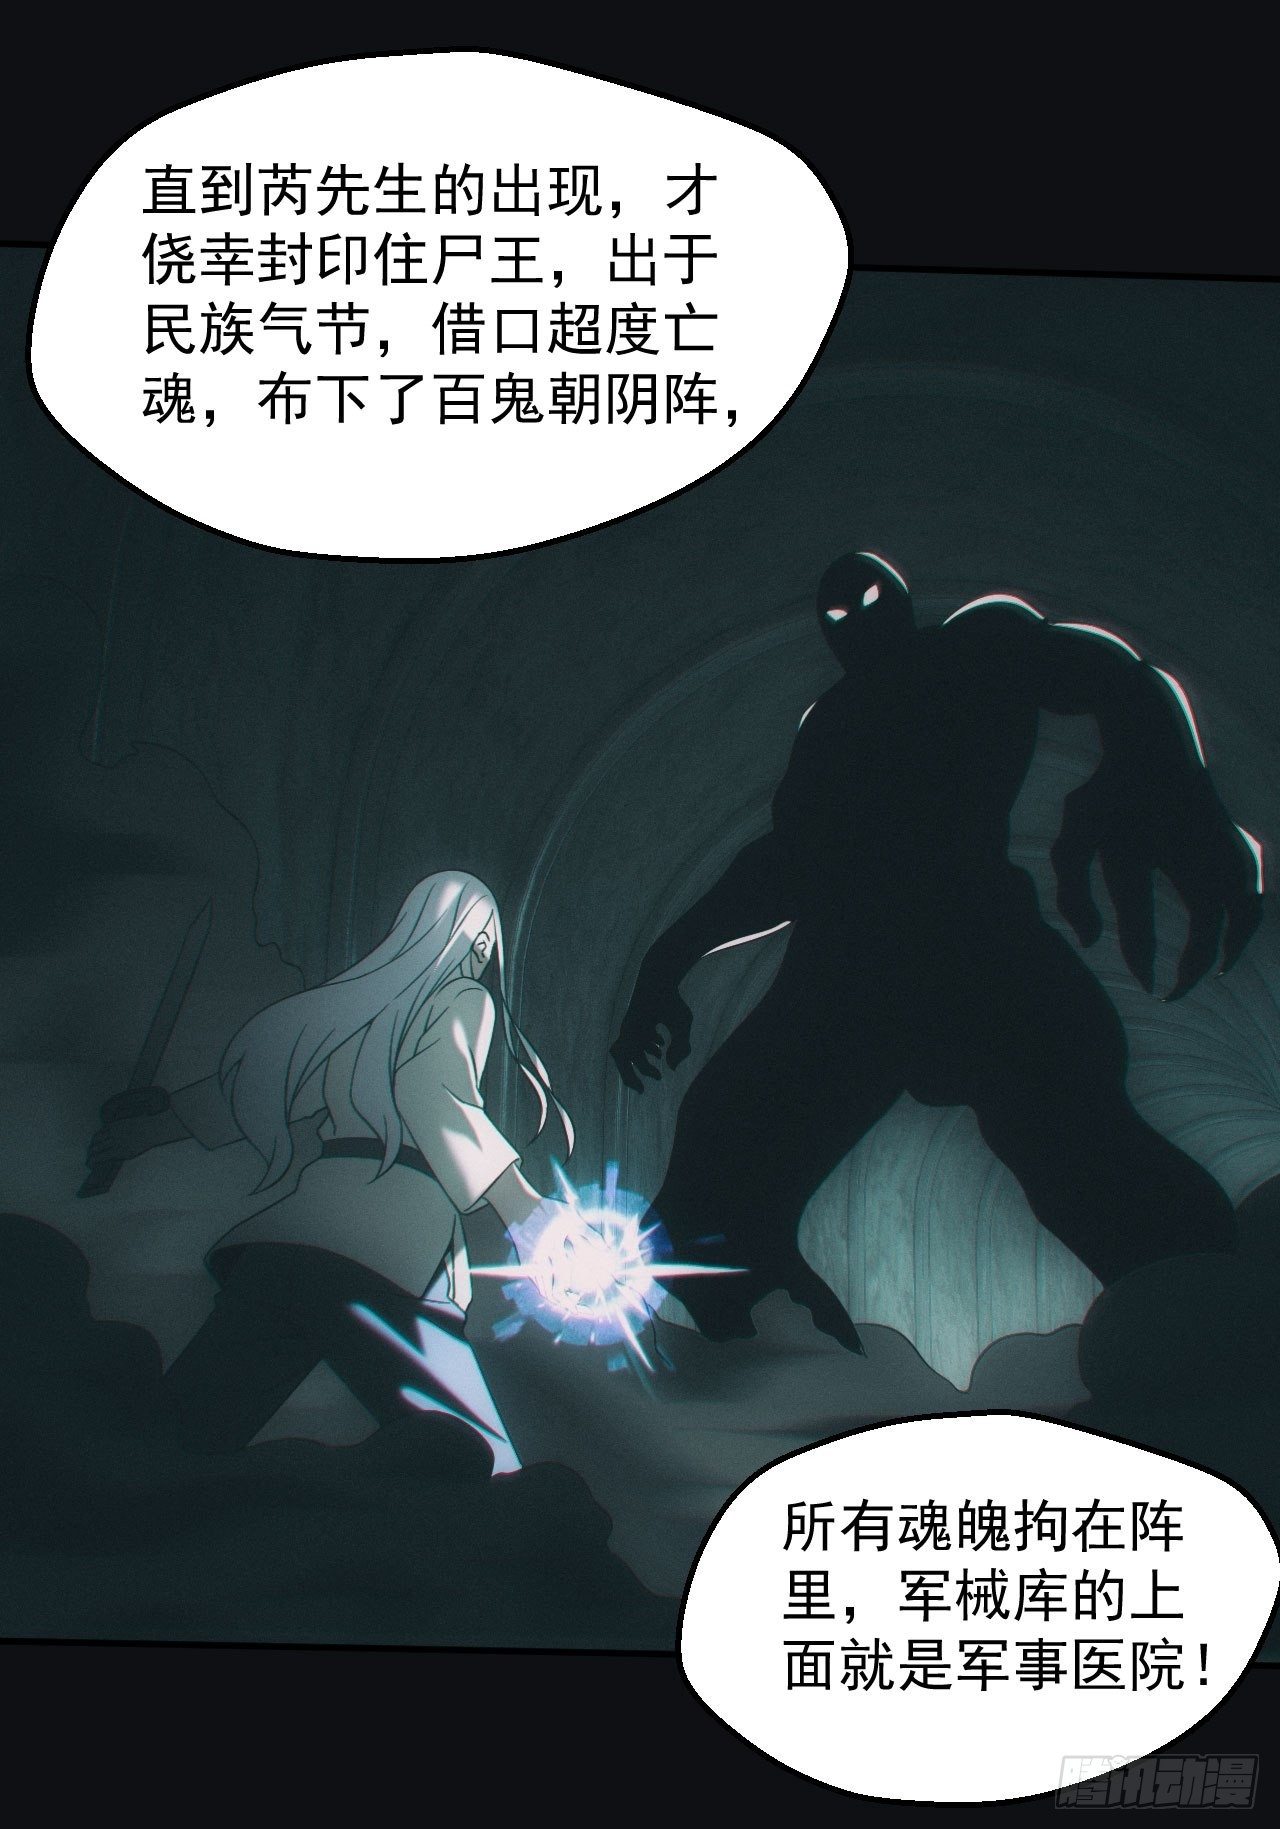 直到芮先生的出现，才
侥幸封印住尸王，出于
民族气节，借口超度亡
魂，布下了百鬼朝阴阵，
所有魂魄拘在阵
里，军械库的上
面就是军事医院！
腾讯动漫